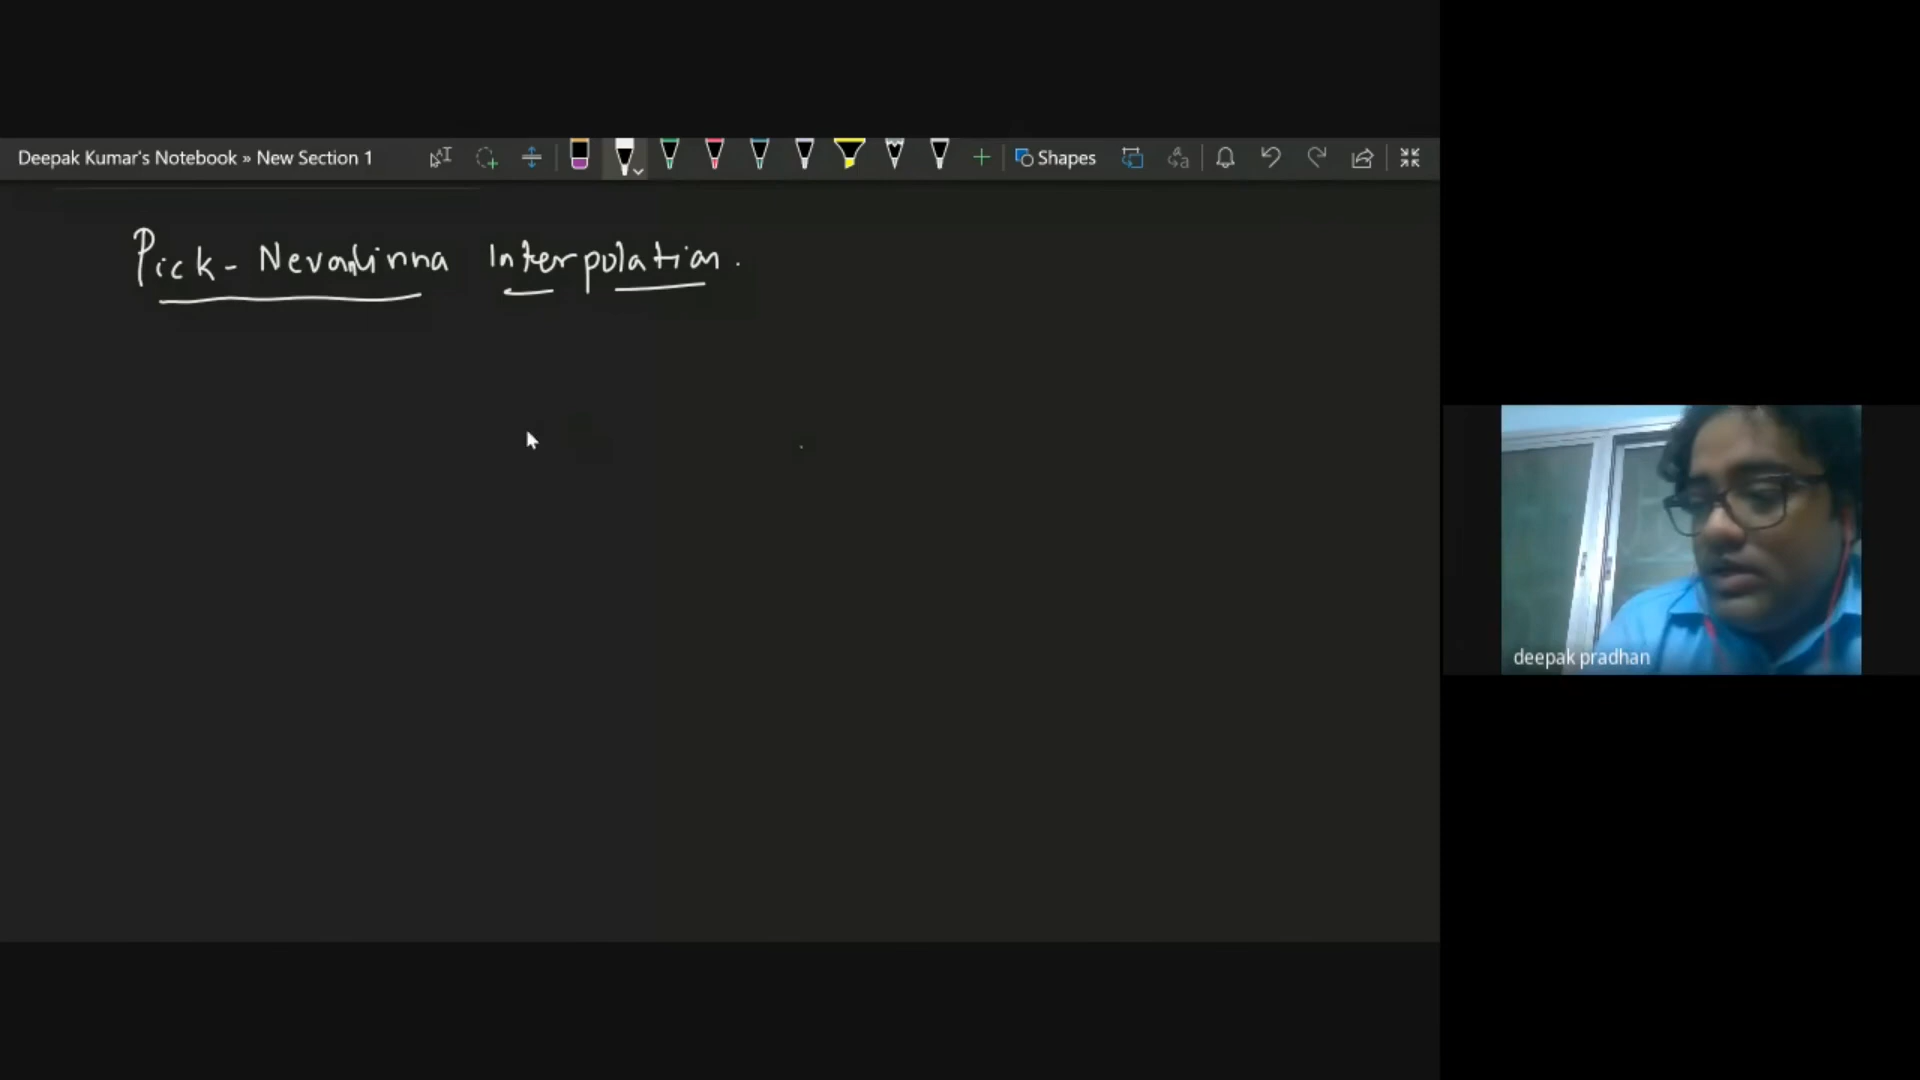 Deepak Kumar's Notebook » New Section 1
Shapes
Pick-Nevanlinna Interpolation.
deepak pradhan